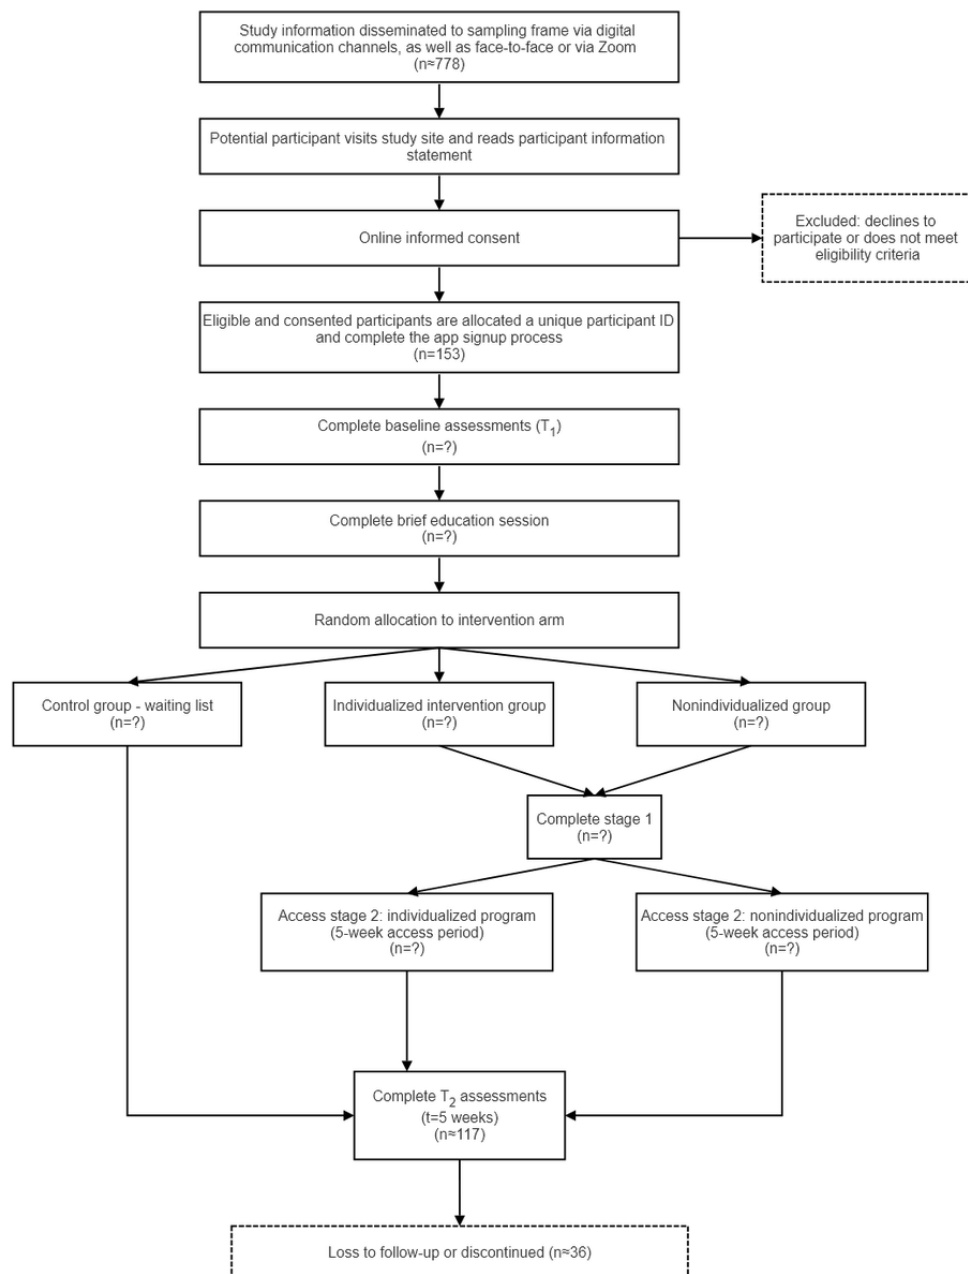 Study information disseminated to sampling frame via digital
communication channels, as well as face-to-face or via Zoom
(n≈778)
Potential participant visits study site and reads participant information
statement
Online informed consent
Excluded: declines to
participate or does not meet
eligibility criteria
Eligible and consented participants are allocated a unique participant ID
and complete the app signup process
(n=153)
Complete baseline assessments (T1)
(n=?)
Complete brief education session
(n=?)
Random allocation to intervention arm
Control group - waiting list
(n=?)
Individualized intervention group
(n=?)
Nonindividualized group
(n=?)
Complete stage 1
(n=?)
Access stage 2: individualized program
(5-week access period)
(n=?)
Access stage 2: nonindividualized program
(5-week access period)
(n=?)
Complete T2 assessments
(t=5 weeks)
(n≈117)
Loss to follow-up or discontinued (n≈36)